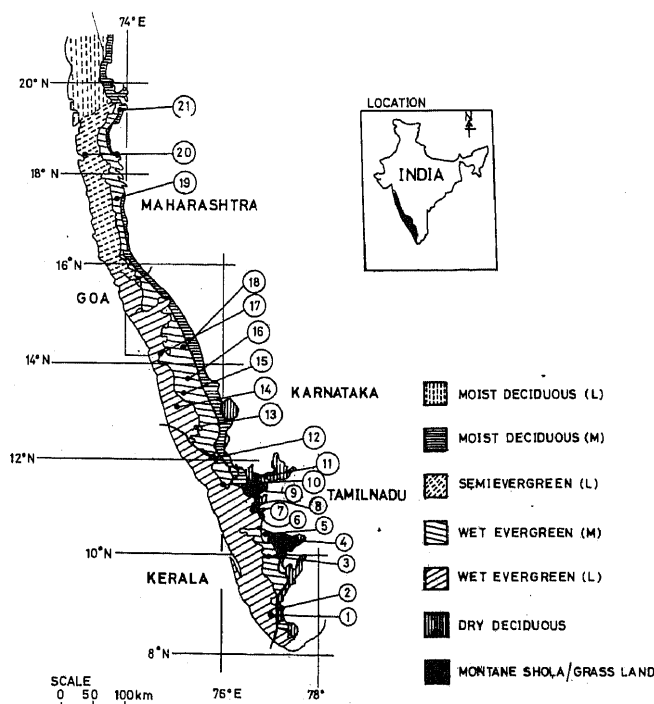 74°E
20°N
21
LOCATION
N
INDIA
20
18°N
19
MAHARASHTRA
16°N
GOA
18
17
16
14°N
15
KARNATAKA
14
13
12
12°N
11
10
TAMILNADU
9
8
7
6
5
4
10°N
3
KERALA
2
1
8°N
SCALE
0 50 100km
76°E
78°
MOIST DECIDUOUS (L)
MOIST DECIDUOUS (M)
SEMIEVERGREEN (L)
WET EVERGREEN (M)
WET EVERGREEN (L)
DRY DECIDUOUS
MONTANE SHOLA/GRASS LAND